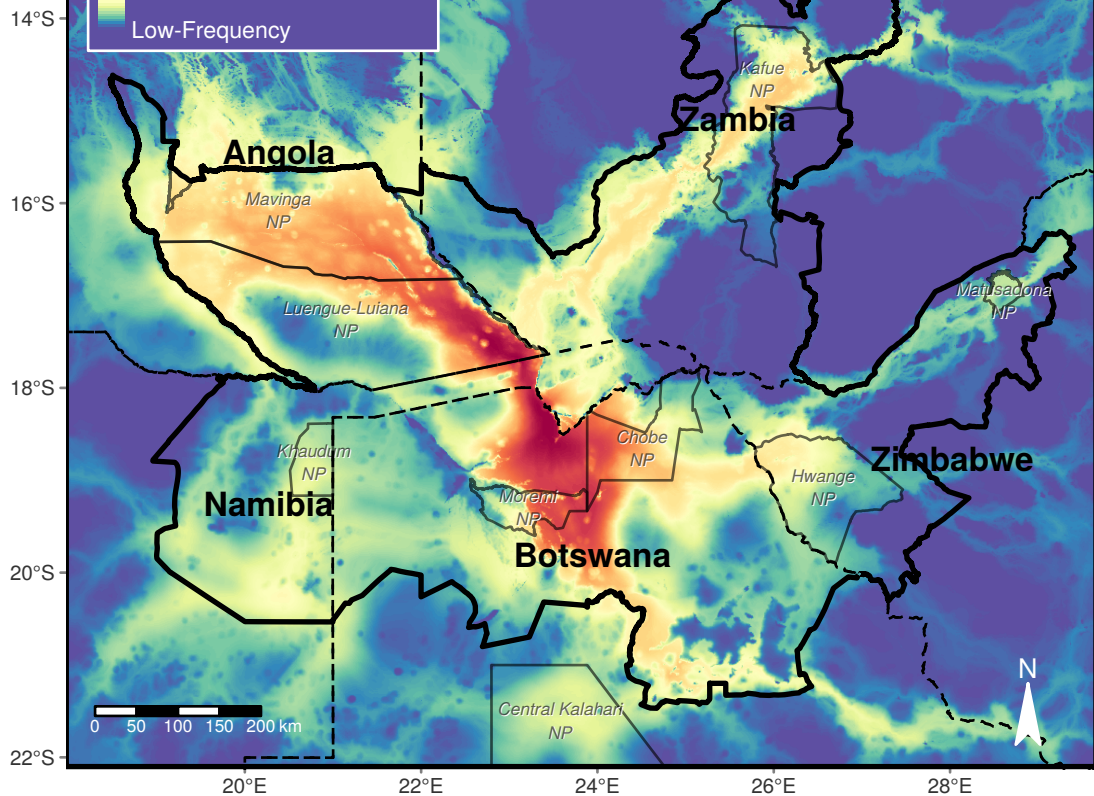 14°S
Low-Frequency
Kafue
NP
Zambia
Angola
16°S
Mavinga
NP
Luengue-Luiana
NP
Matusadona
NP
18°S
Khaudum
NP
Chobe
NP
Hwange
NP
Zimbabwe
Namibia
Moremi
NP
Botswana
20°S
Central Kalahari
NP
N
0 50 100 150 200 km
22°S
20°E 22°E 24°E 26°E 28°E